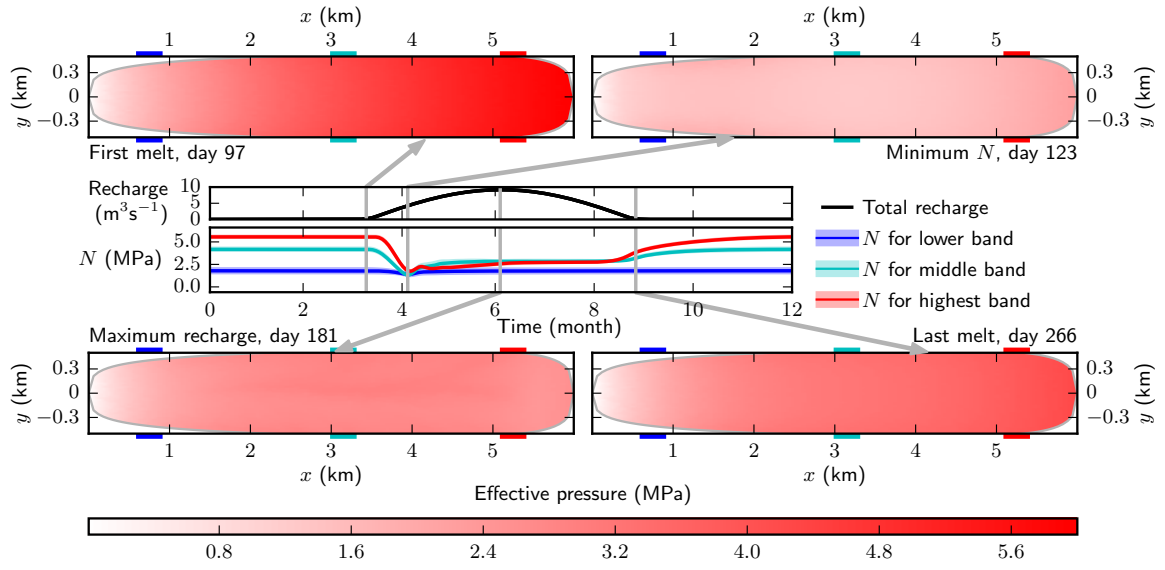 x (km)
x (km)
1 2 3 4 5
1 2 3 4 5
y (km)
0.3
0
−0.3
0.3
0
−0.3
y (km)
First melt, day 97
Minimum N, day 123
Recharge
(m³s⁻¹)
10
5
0
Total recharge
N (MPa)
5.0
2.5
0.0
N for lower band
N for middle band
N for highest band
0 2 4 6 8 10 12
Time (month)
Maximum recharge, day 181
Last melt, day 266
y (km)
0.3
0
−0.3
0.3
0
−0.3
y (km)
1 2 3 4 5
1 2 3 4 5
x (km)
x (km)
Effective pressure (MPa)
0.8 1.6 2.4 3.2 4.0 4.8 5.6